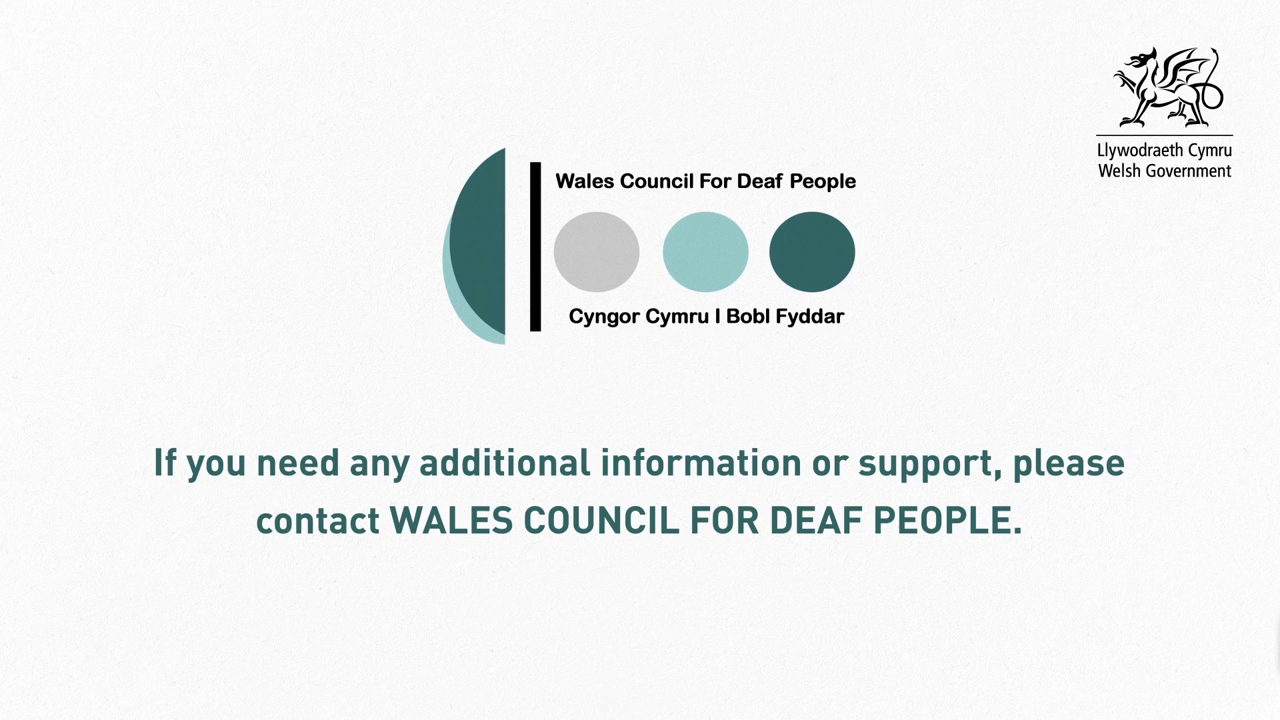 Llywodraeth Cymru
Welsh Government
Wales Council For Deaf People
Cyngor Cymru I Bobl Fyddar
If you need any additional information or support, please
contact WALES COUNCIL FOR DEAF PEOPLE.